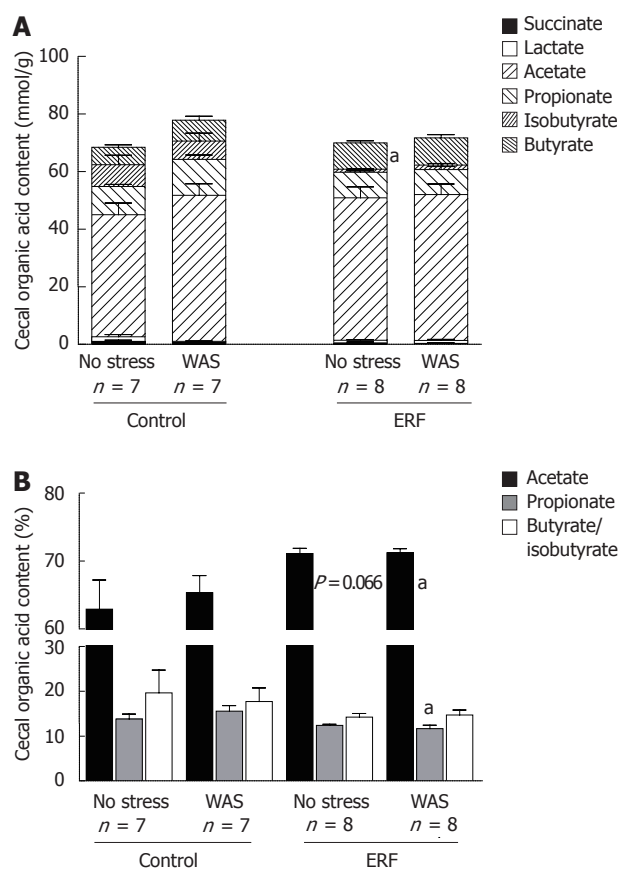 A
Succinate
Lactate
Acetate
Propionate
Isobutyrate
Butyrate
Cecal organic acid content (mmol/g)
100
80
60
40
20
0
a
No stress WAS No stress WAS
n = 7 n = 7 n = 8 n = 8
Control ERF
B
Acetate
Propionate
Butyrate/
isobutyrate
Cecal organic acid content (%)
80
70
60
30
20
10
0
P = 0.066 a
a
No stress WAS No stress WAS
n = 7 n = 7 n = 8 n = 8
Control ERF